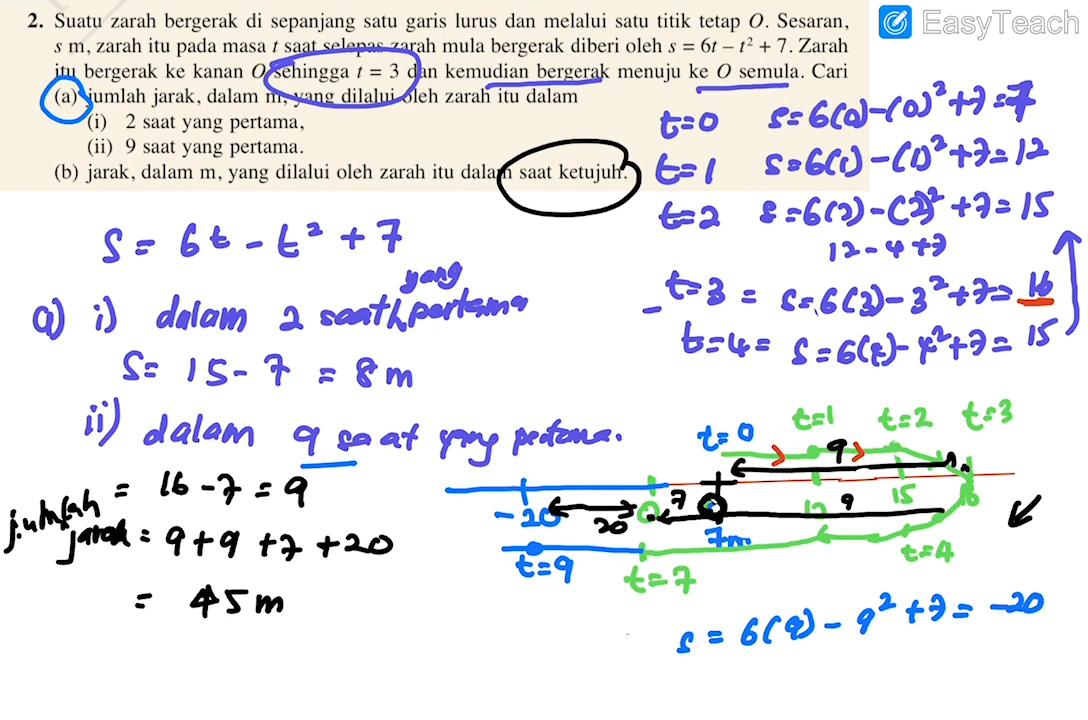 2. Suatu zarah bergerak di sepanjang satu garis lurus dan melalui satu titik tetap O. Sesaran,
s m, zarah itu pada masa t saat selepas zarah mula bergerak diberi oleh s = 6t – t² + 7. Zarah
itu bergerak ke kanan O sehingga t = 3 dan kemudian bergerak menuju ke O semula. Cari
(a) jumlah jarak, dalam m, yang dilalui oleh zarah itu dalam
(i) 2 saat yang pertama,
(ii) 9 saat yang pertama.
(b) jarak, dalam m, yang dilalui oleh zarah itu dalam saat ketujuh.
EasyTeach
t=0 s=6(0)-(0)²+7=7
t=1 s=6(1)-(1)²+7=12
t=2 s=6(2)-(2)²+7=15
12-4+7
t=3 = s=6(3)-3²+7=16
t=4= s=6(4)-4²+7=15
s = 6t - t² + 7
a) i) dalam 2 saat yang pertama
s= 15-7 = 8m
ii) dalam 9 saat yang pertama.
= 16-7=9
jumlah jarak = 9+9+7+20
= 45m
t=0 t=1 t=2 t=3
9
-20 20 7 7m 12 9 15 16
t=9 t=7 t=4
s = 6(9) - 9²+7= -20